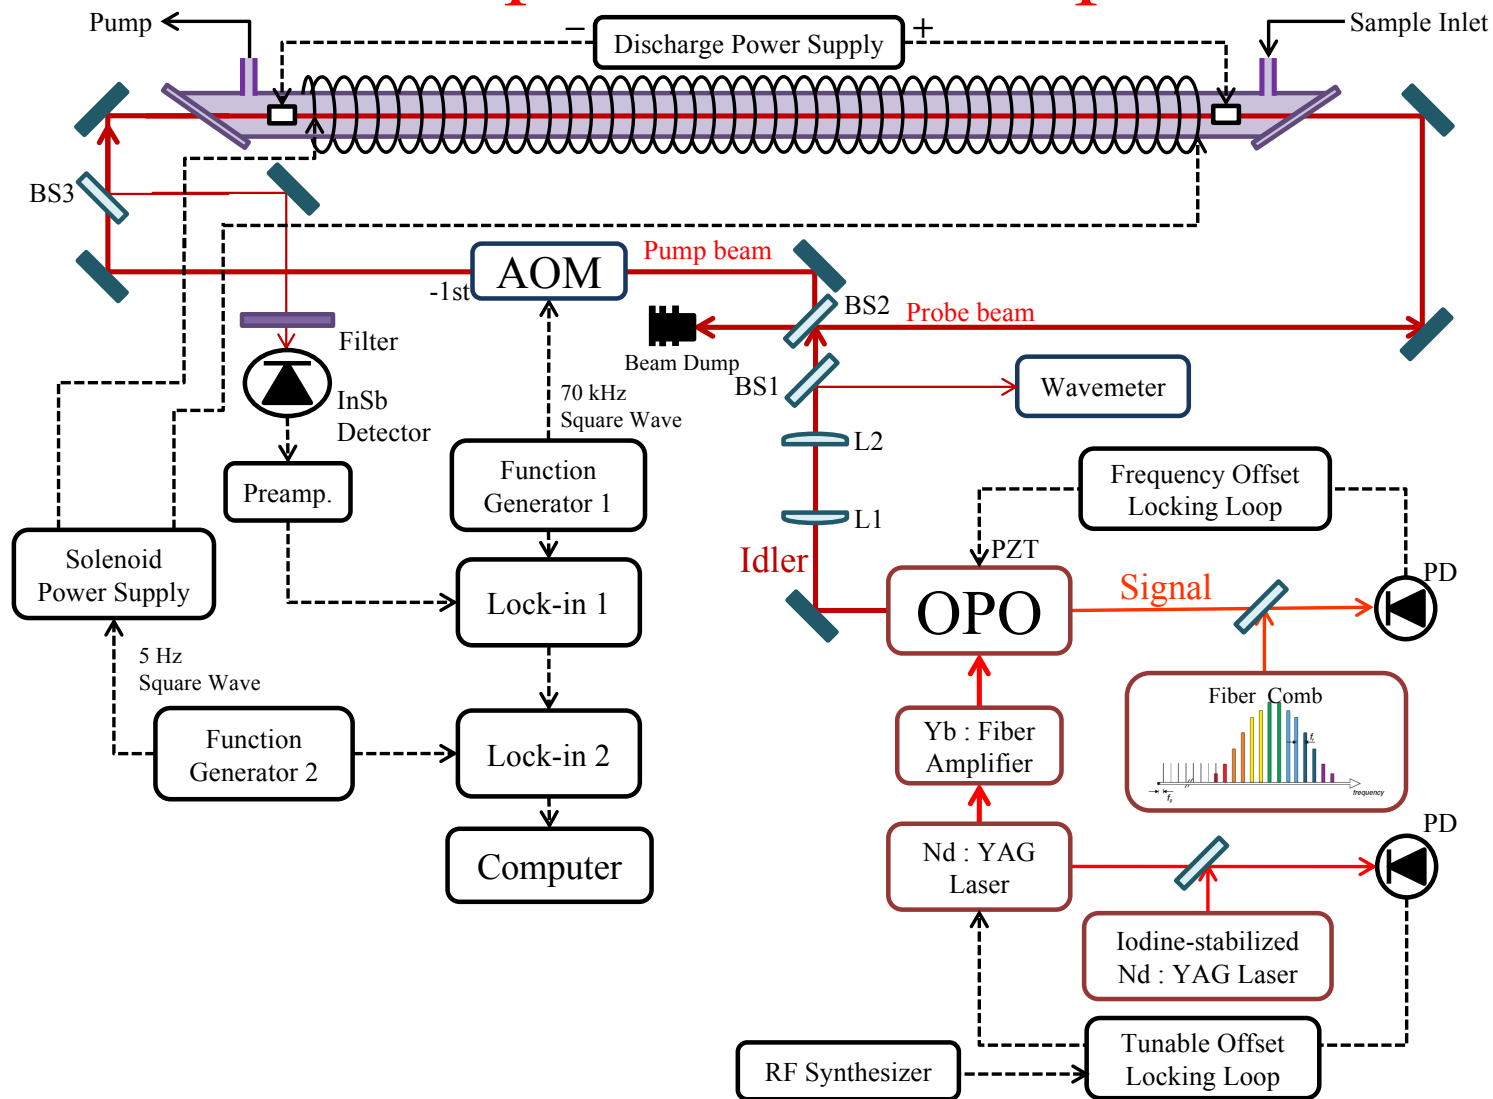 Pump
−
Discharge Power Supply
+
Sample Inlet
BS3
-1st
AOM
Pump beam
BS2
Probe beam
Beam Dump
BS1
Wavemeter
Filter
InSb
Detector
70 kHz
Square Wave
L2
L1
Preamp.
Function
Generator 1
Frequency Offset
Locking Loop
PZT
Idler
OPO
Signal
PD
Solenoid
Power Supply
Lock-in 1
5 Hz
Square Wave
Fiber Comb
fr
f0
frequency
Function
Generator 2
Lock-in 2
Yb : Fiber
Amplifier
Computer
Nd : YAG
Laser
PD
Iodine-stabilized
Nd : YAG Laser
RF Synthesizer
Tunable Offset
Locking Loop